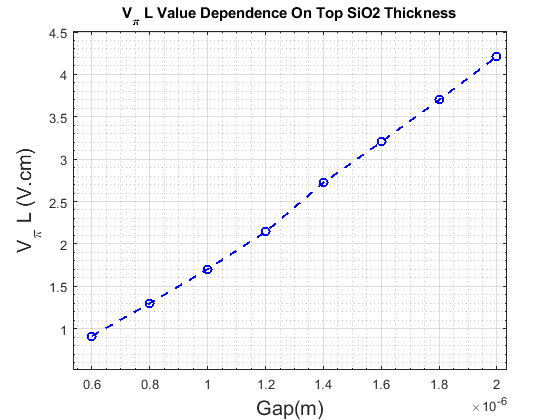 V_π L Value Dependence On Top SiO2 Thickness
4.5
4
3.5
3
2.5
2
1.5
1
V_π L (V.cm)
0.6 0.8 1 1.2 1.4 1.6 1.8 2
×10^-6
Gap(m)